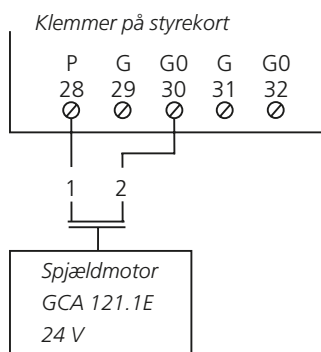 Klemmer på styrekort
P G G0 G G0
28 29 30 31 32
1 2
Spjældmotor
GCA 121.1E
24 V